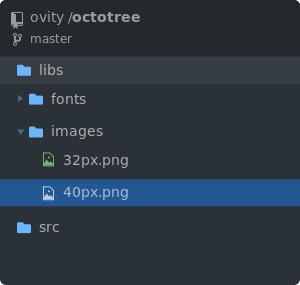 ovity /octotree
master
libs
fonts
images
32px.png
40px.png
src